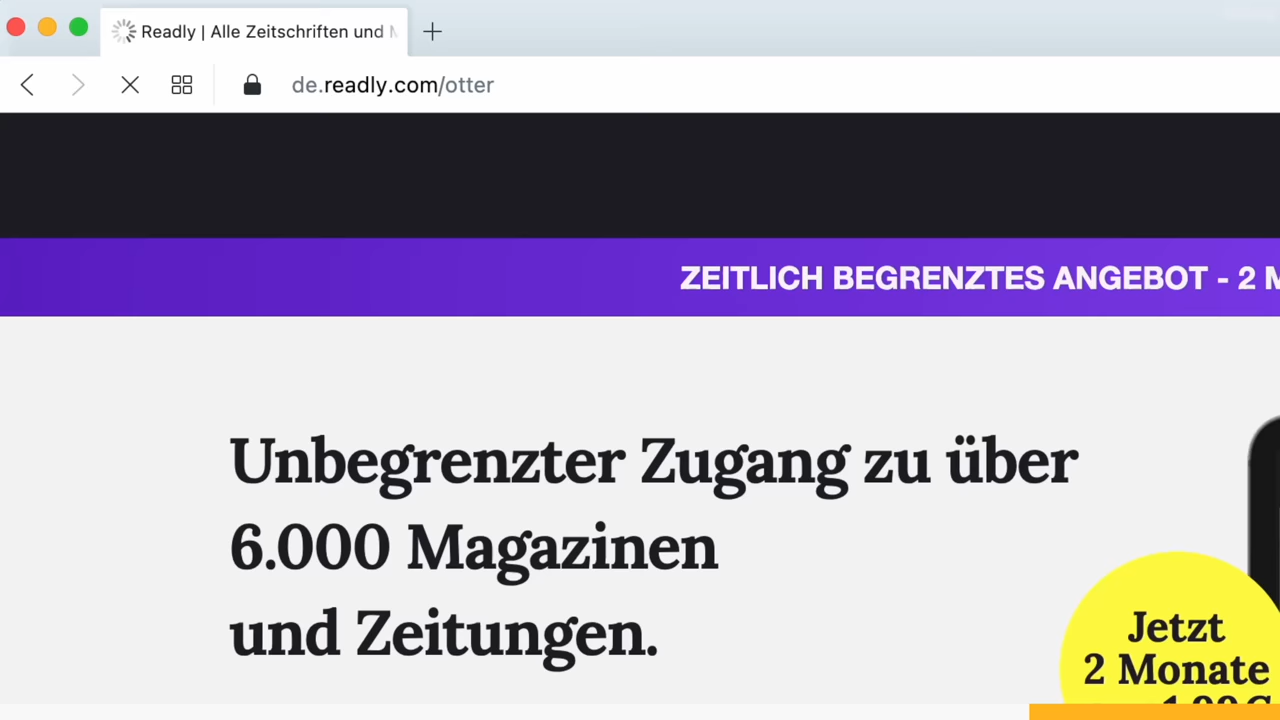 Readly | Alle Zeitschriften und
de.readly.com/otter
ZEITLICH BEGRENZTES ANGEBOT - 2
Unbegrenzter Zugang zu über
6.000 Magazinen
und Zeitungen.
Jetzt
2 Monate